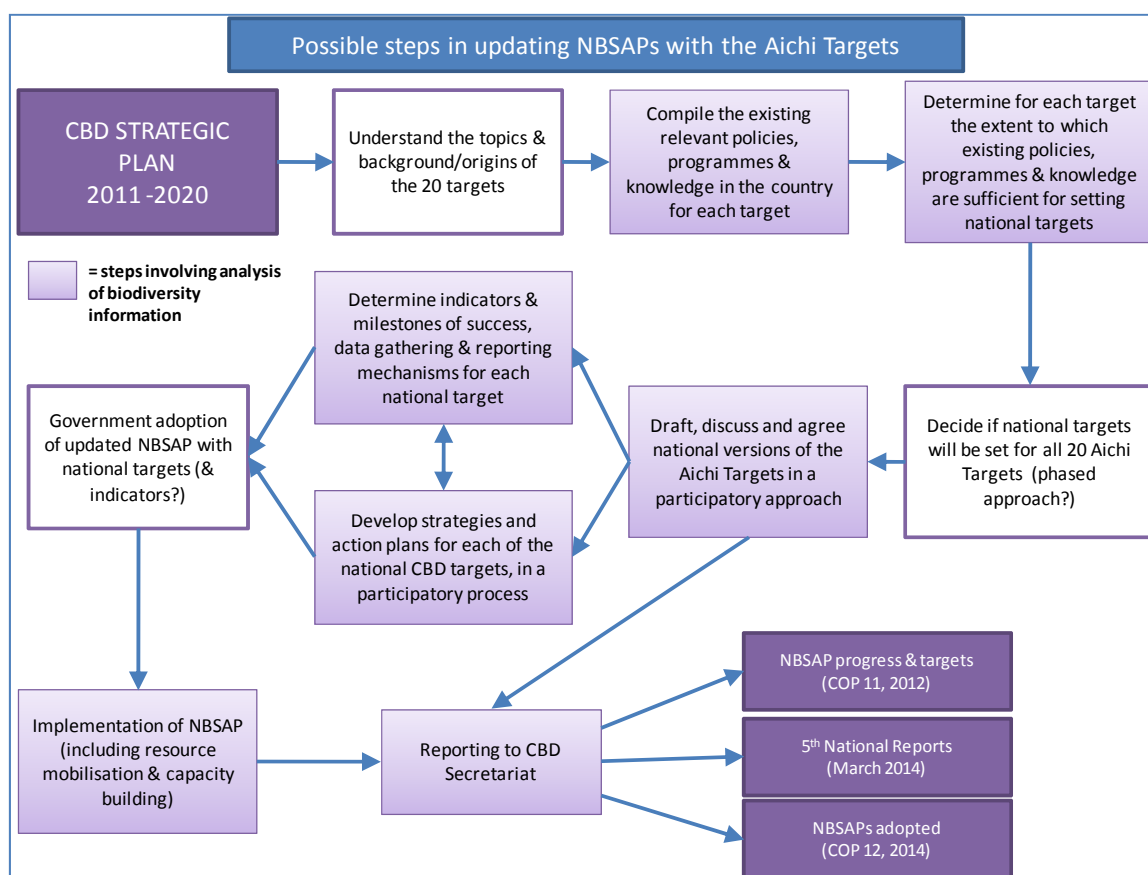 Possible steps in updating NBSAPs with the Aichi Targets
CBD STRATEGIC
PLAN
2011 -2020
Understand the topics &
background/origins of
the 20 targets
Compile the existing
relevant policies,
programmes &
knowledge in the country
for each target
Determine for each target
the extent to which
existing policies,
programmes & knowledge
are sufficient for setting
national targets
= steps involving analysis
of biodiversity
information
Determine indicators &
milestones of success,
data gathering & reporting
mechanisms for each
national target
Government adoption
of updated NBSAP with
national targets (&
indicators?)
Draft, discuss and agree
national versions of the
Aichi Targets in a
participatory approach
Decide if national targets
will be set for all 20 Aichi
Targets (phased
approach?)
Develop strategies and
action plans for each of the
national CBD targets, in a
participatory process
Implementation of NBSAP
(including resource
mobilisation & capacity
building)
Reporting to CBD
Secretariat
NBSAP progress & targets
(COP 11, 2012)
5th National Reports
(March 2014)
NBSAPs adopted
(COP 12, 2014)